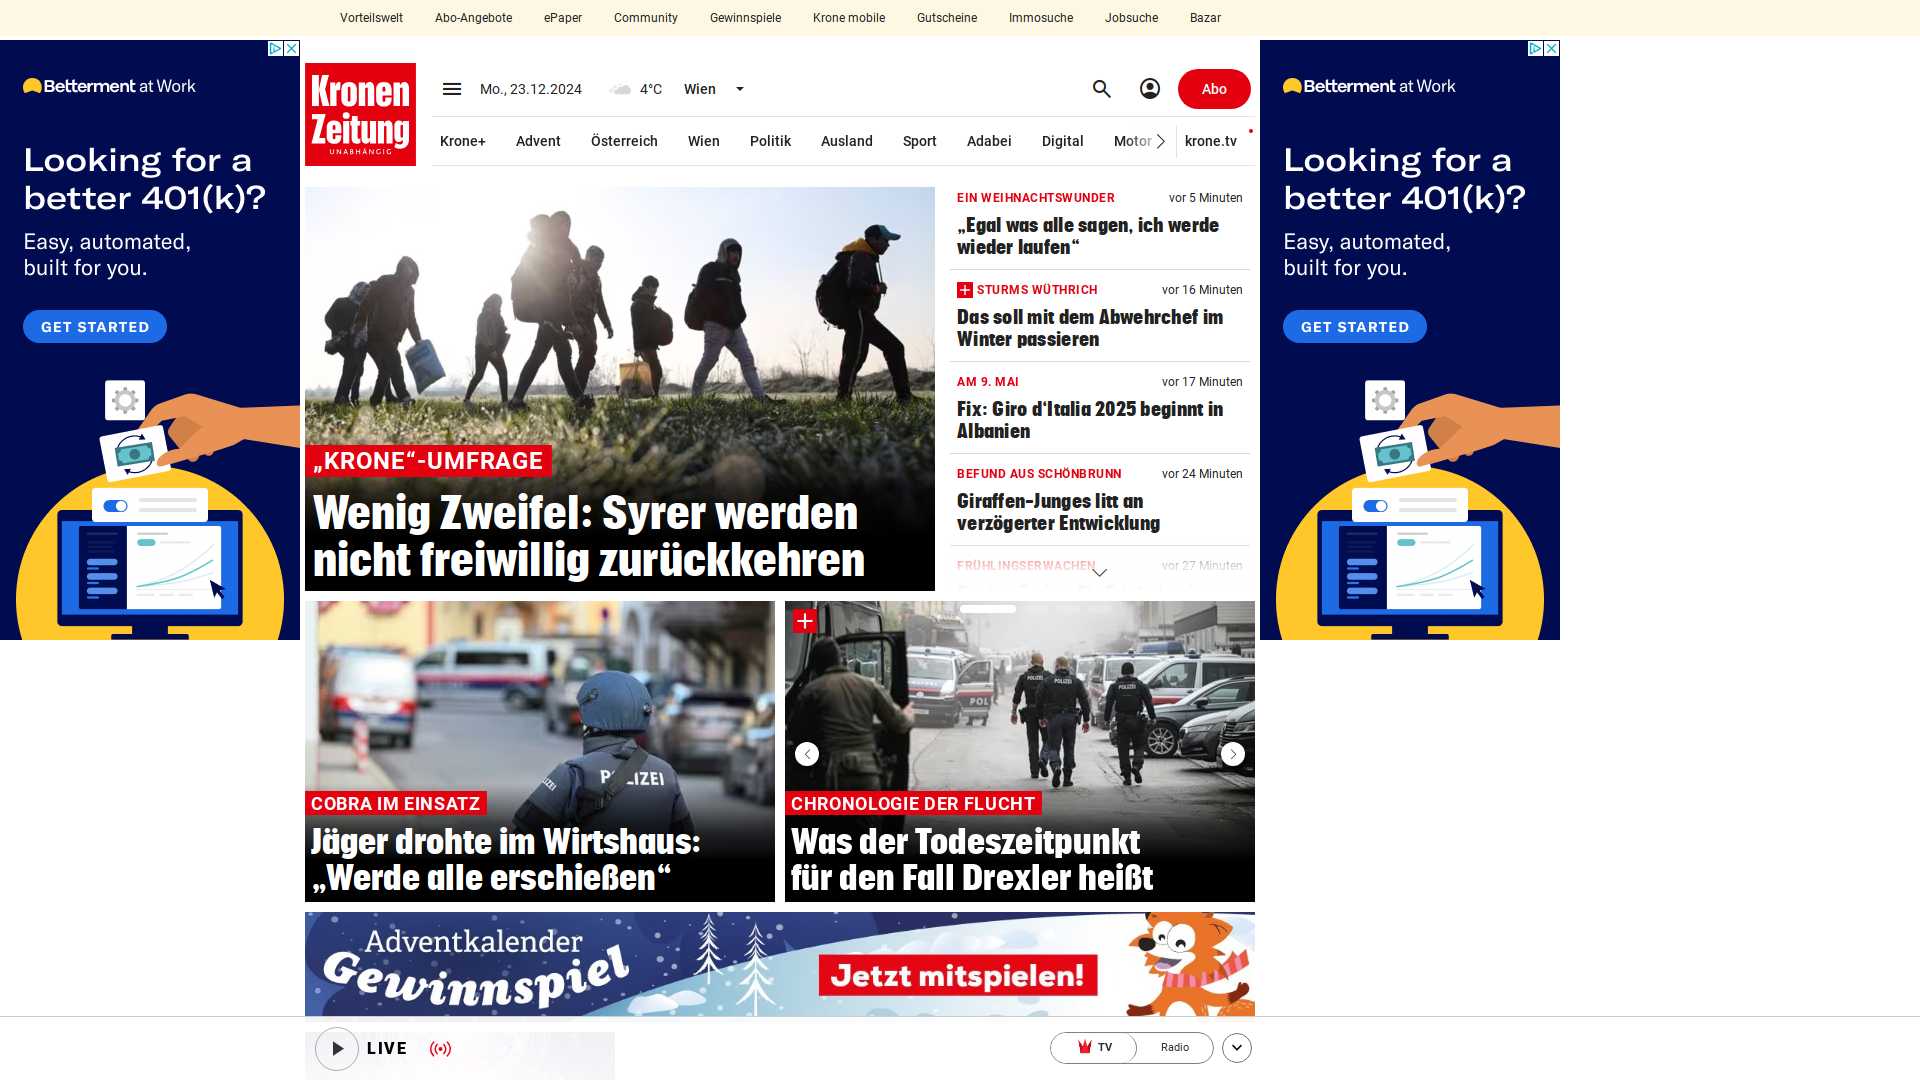 Vorteilswelt Abo-Angebote ePaper Community Gewinnspiele Krone mobile Gutscheine Immosuche Jobsuche Bazar
Betterment at Work
Looking for a
better 401(k)?
Easy, automated,
built for you.
GET STARTED
Kronen
Zeitung
UNABHÄNGIG
Mo., 23.12.2024 4°C Wien
Abo
Krone+ Advent Österreich Wien Politik Ausland Sport Adabei Digital Motor krone.tv
„KRONE“-UMFRAGE
Wenig Zweifel: Syrer werden
nicht freiwillig zurückkehren
EIN WEIHNACHTSWUNDER vor 5 Minuten
„Egal was alle sagen, ich werde
wieder laufen“
STURMS WÜTHRICH vor 16 Minuten
Das soll mit dem Abwehrchef im
Winter passieren
AM 9. MAI vor 17 Minuten
Fix: Giro d‘Italia 2025 beginnt in
Albanien
BEFUND AUS SCHÖNBRUNN vor 24 Minuten
Giraffen-Junges litt an
verzögerter Entwicklung
FRÜHLINGSERWACHEN vor 27 Minuten
Betterment at Work
Looking for a
better 401(k)?
Easy, automated,
built for you.
GET STARTED
POLIZEI
COBRA IM EINSATZ
Jäger drohte im Wirtshaus:
„Werde alle erschießen“
POL
POLIZEI
POLIZEI
POLIZEI
CHRONOLOGIE DER FLUCHT
Was der Todeszeitpunkt
für den Fall Drexler heißt
Adventkalender
Gewinnspiel
Jetzt mitspielen!
LIVE
TV Radio